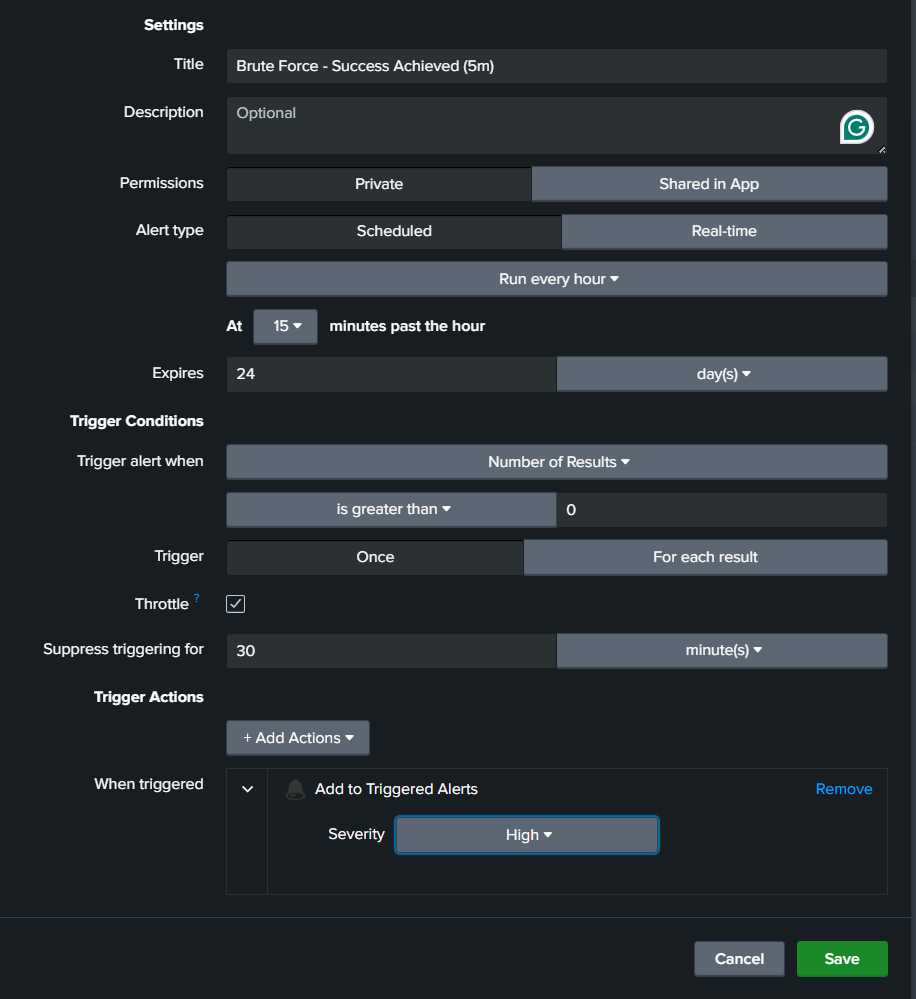 Settings
Title Brute Force - Success Achieved (5m)
Description Optional
Permissions Private Shared in App
Alert type Scheduled Real-time
Run every hour
At 15 minutes past the hour
Expires 24 day(s)
Trigger Conditions
Trigger alert when Number of Results
is greater than 0
Trigger Once For each result
Throttle ?
Suppress triggering for 30 minute(s)
Trigger Actions
+ Add Actions
When triggered Add to Triggered Alerts Remove
Severity High
Cancel Save